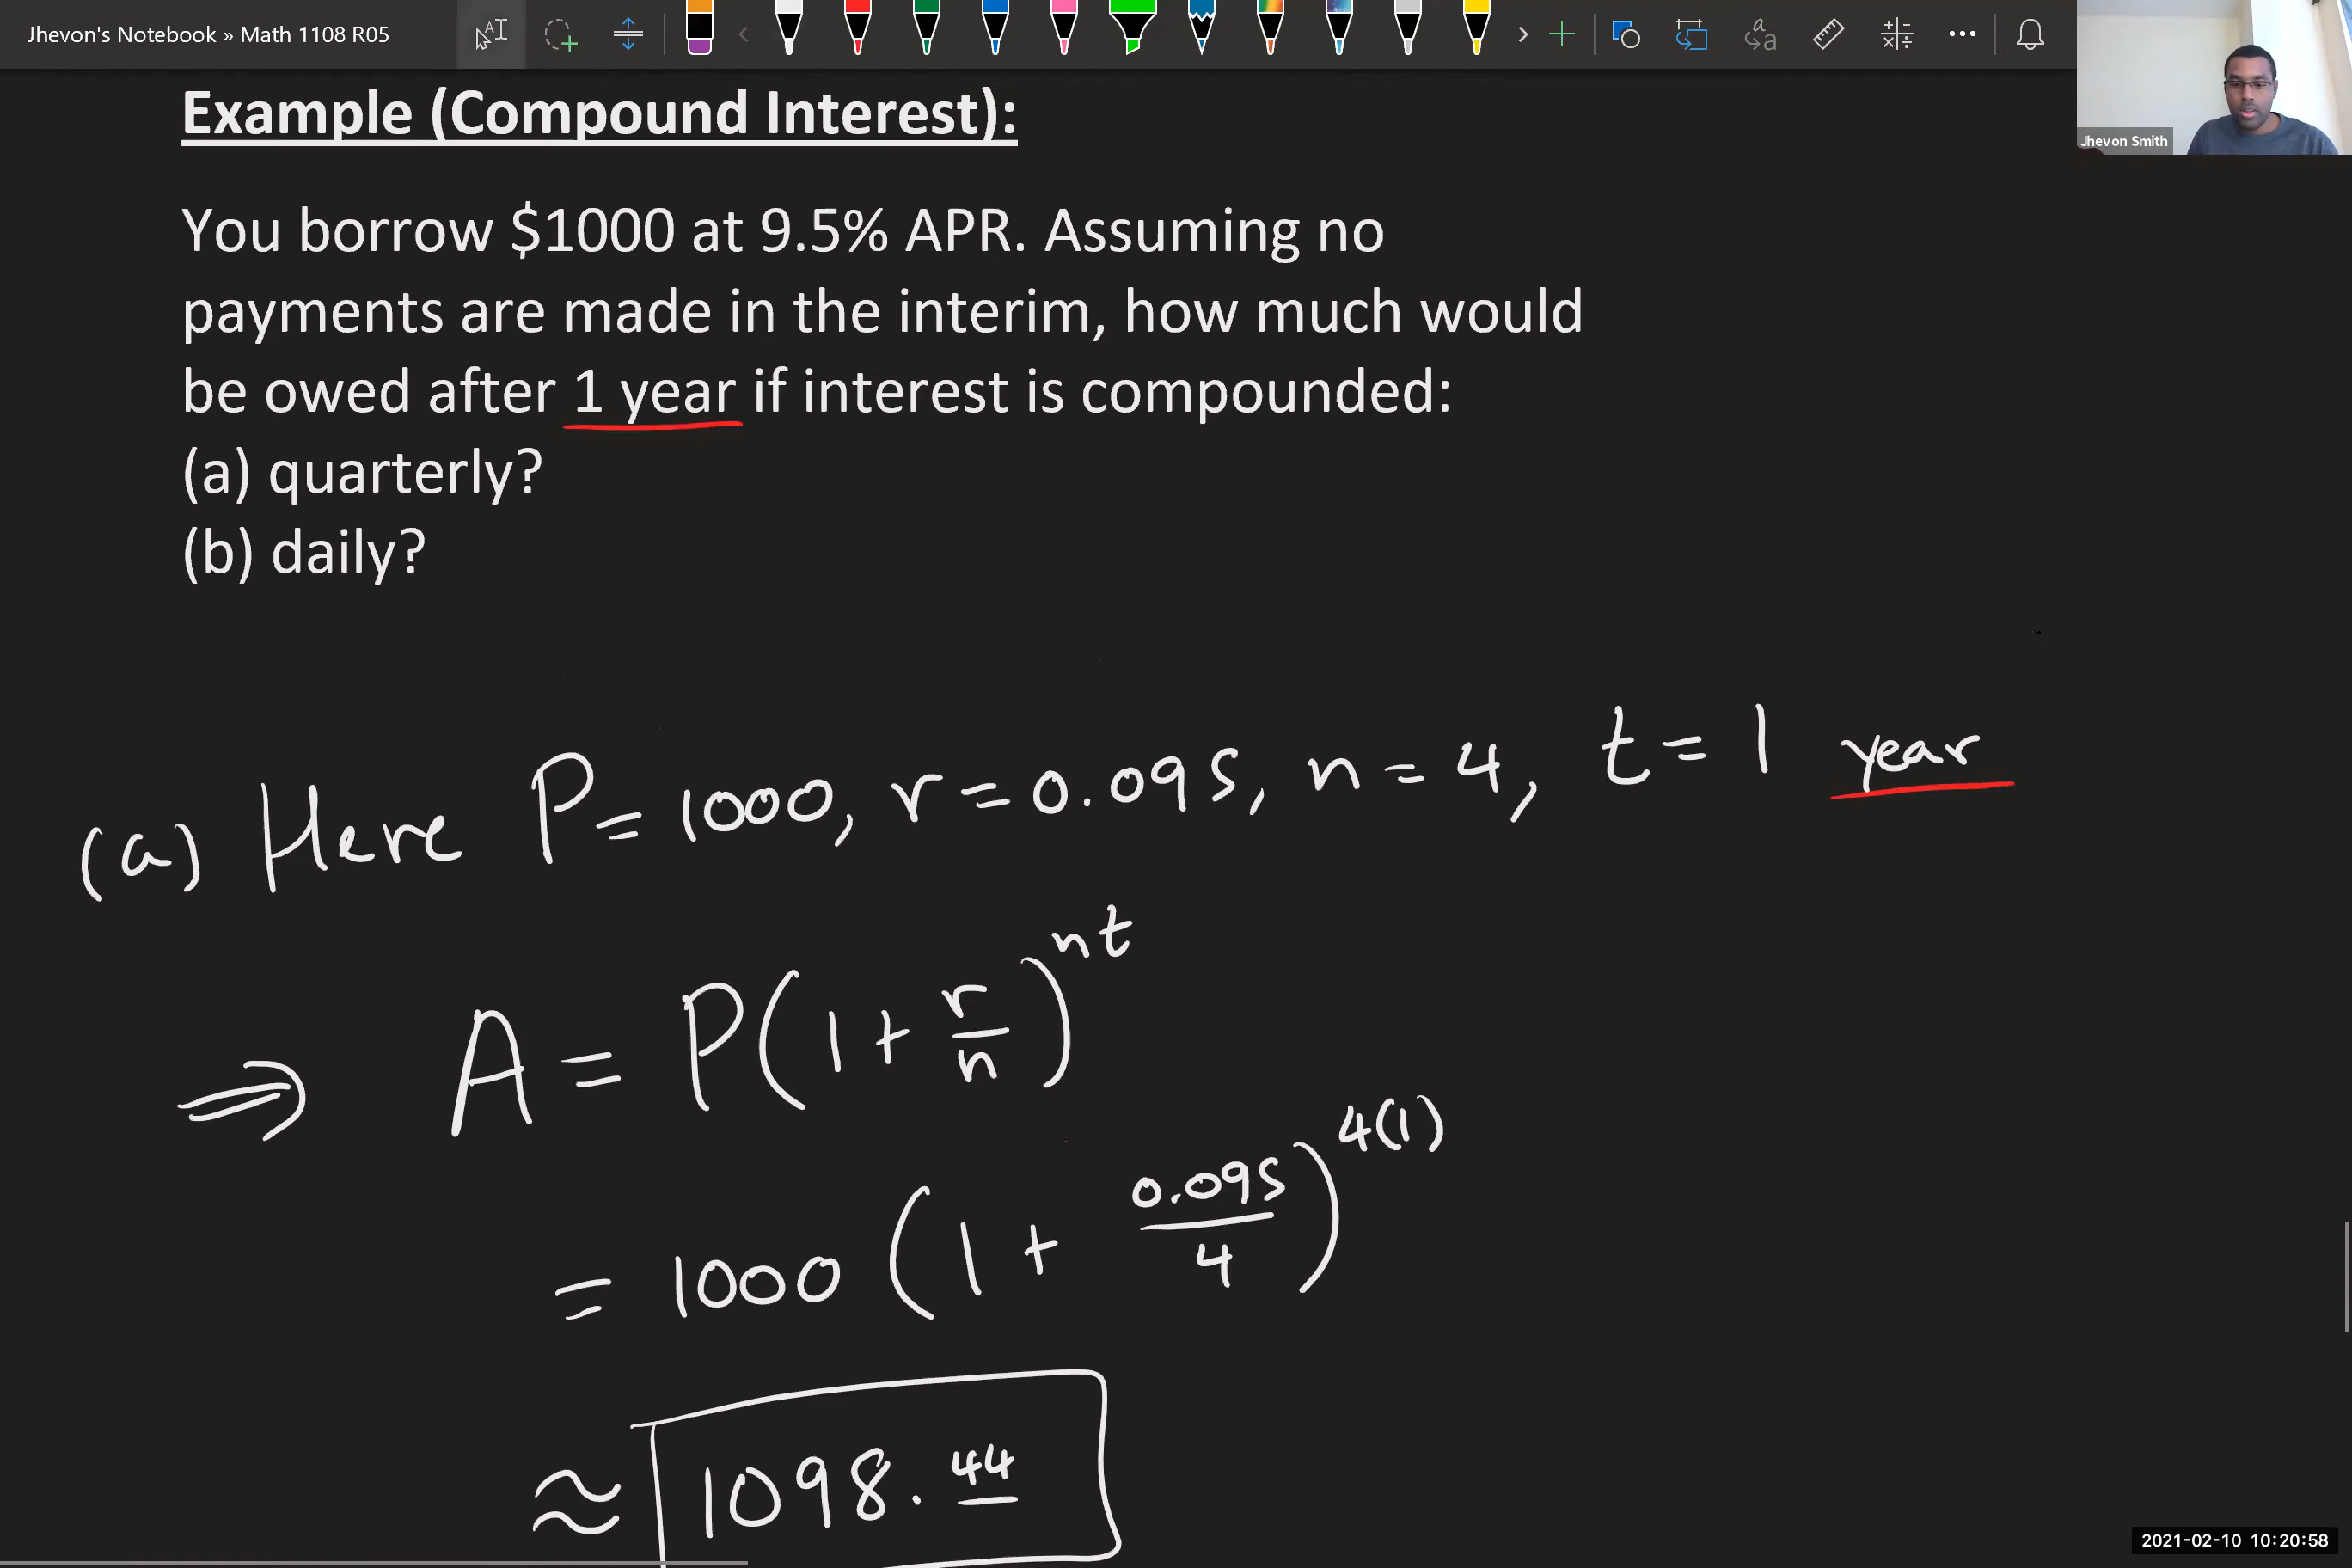 Jhevon's Notebook » Math 1108 R05
Jhevon Smith
Example (Compound Interest):
You borrow $1000 at 9.5% APR. Assuming no
payments are made in the interim, how much would
be owed after 1 year if interest is compounded:
(a) quarterly?
(b) daily?
(a) Here P = 1000, r = 0.095, n = 4, t = 1 year
⇒ A = P(1 + r/n)^nt
= 1000 (1 + 0.095/4)^4(1)
≈ 1098.44
2021-02-10 10:20:58